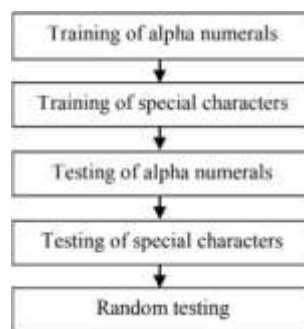 Training of alpha numerals
Training of special characters
Testing of alpha numerals
Testing of special characters
Random testing